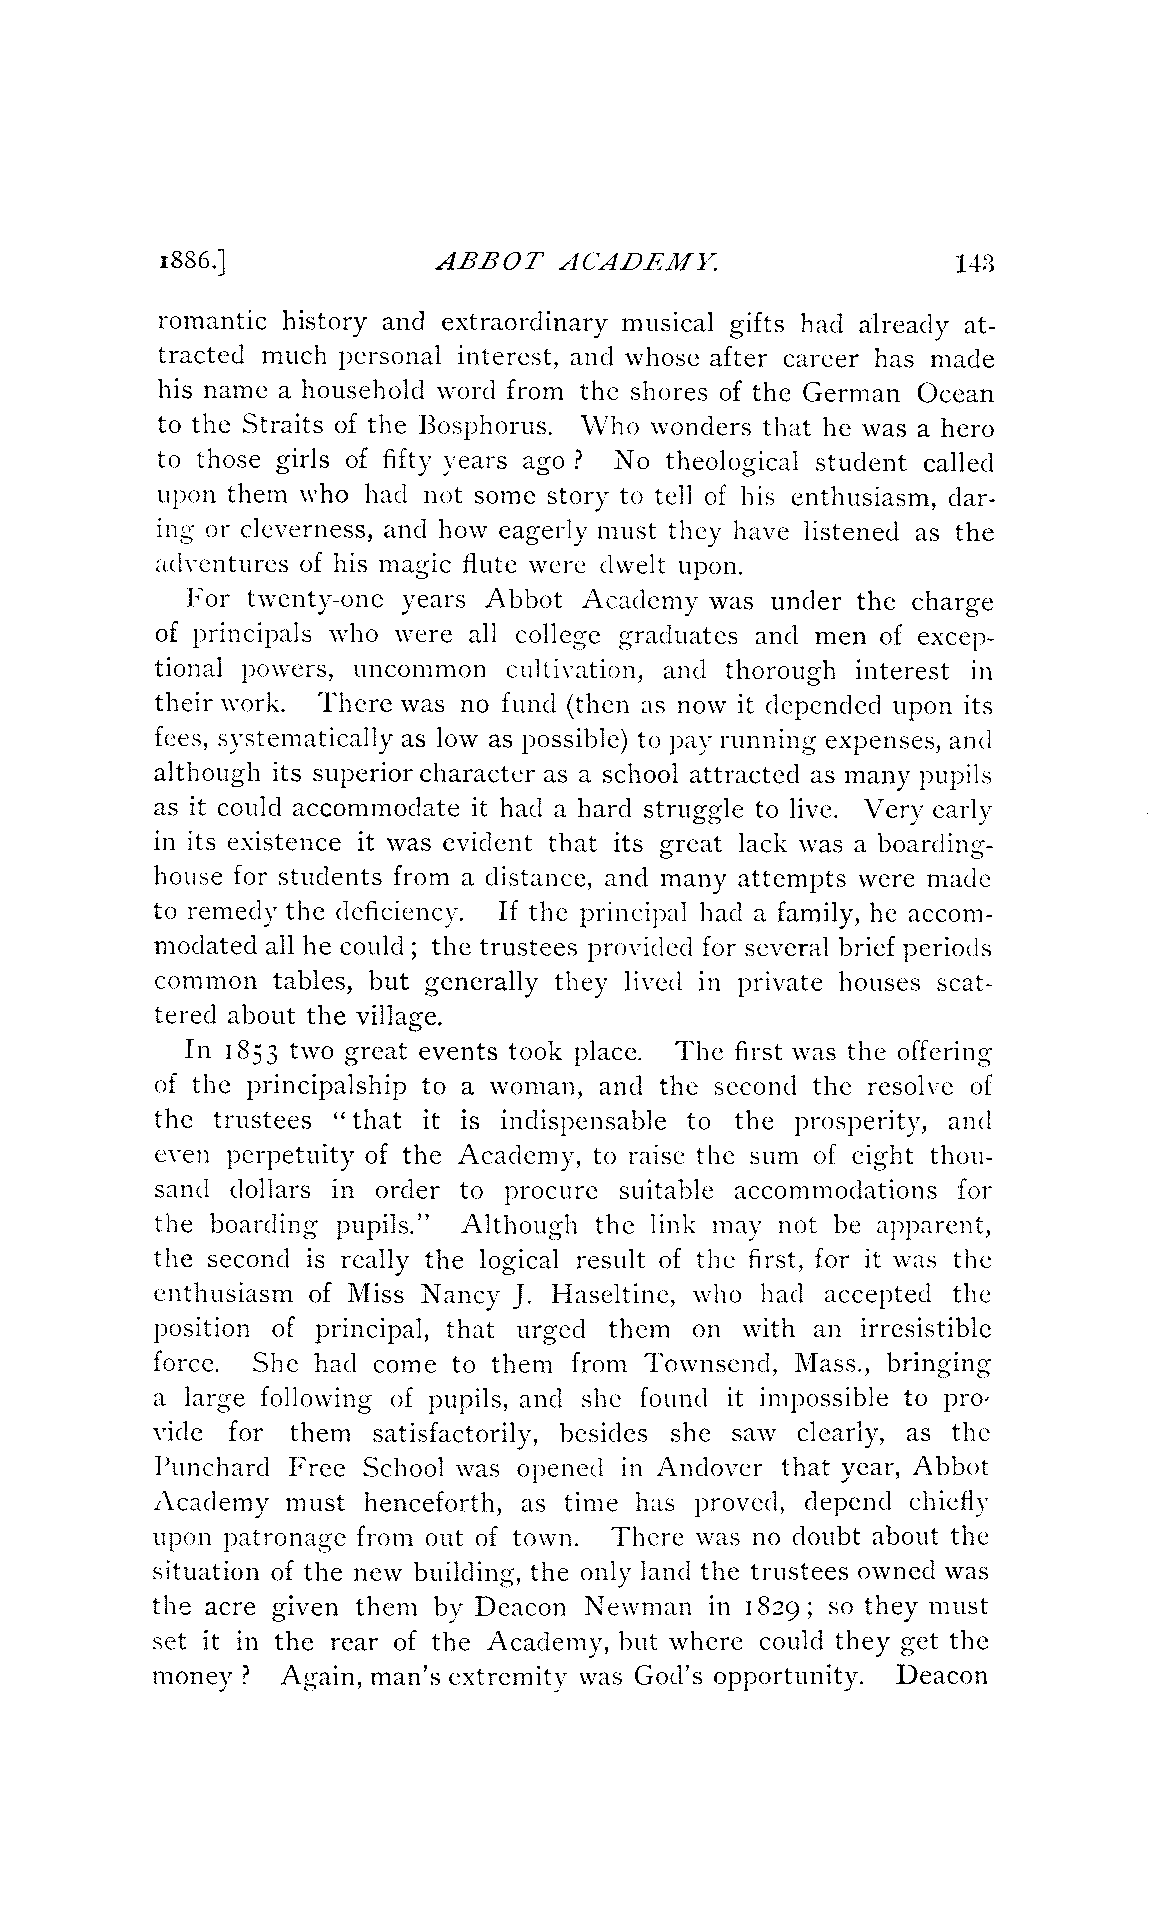 1886.] ABBOT ACADEMY. 143
romantic history and extraordinary musical gifts had already at-
tracted much personal interest, and whose after career has made
his name a household word from the shores of the German Ocean
to the Straits of the Bosphorus. Who wonders that he was a hero
to those girls of fifty years ago ? No theological student called
upon them who had not some story to tell of his enthusiasm, dar-
ing or cleverness, and how eagerly must they have listened as the
adventures of his magic flute were dwelt upon.
For twenty-one years Abbot Academy was under the charge
of principals who were all college graduates and men of excep-
tional powers, uncommon cultivation, and thorough interest in
their work. There was no fund (then as now it depended upon its
fees, systematically as low as possible) to pay running expenses, and
although its superior character as a school attracted as many pupils
as it could accommodate it had a hard struggle to live. Very early
in its existence it was evident that its great lack was a boarding-
house for students from a distance, and many attempts were made
to remedy the deficiency. If the principal had a family, he accom-
modated all he could ; the trustees provided for several brief periods
common tables, but generally they lived in private houses scat-
tered about the village.
In 1853 two great events took place. The first was the offering
of the principalship to a woman, and the second the resolve of
the trustees “that it is indispensable to the prosperity, and
even perpetuity of the Academy, to raise the sum of eight thou-
sand dollars in order to procure suitable accommodations for
the boarding pupils.” Although the link may not be apparent,
the second is really the logical result of the first, for it was the
enthusiasm of Miss Nancy J. Haseltine, who had accepted the
position of principal, that urged them on with an irresistible
force. She had come to them from Townsend, Mass., bringing
a large following of pupils, and she found it impossible to pro-
vide for them satisfactorily, besides she saw clearly, as the
Punchard Free School was opened in Andover that year, Abbot
Academy must henceforth, as time has proved, depend chiefly
upon patronage from out of town. There was no doubt about the
situation of the new building, the only land the trustees owned was
the acre given them by Deacon Newman in 1829 ; so they must
set it in the rear of the Academy, but where could they get the
money ? Again, man's extremity was God's opportunity. Deacon